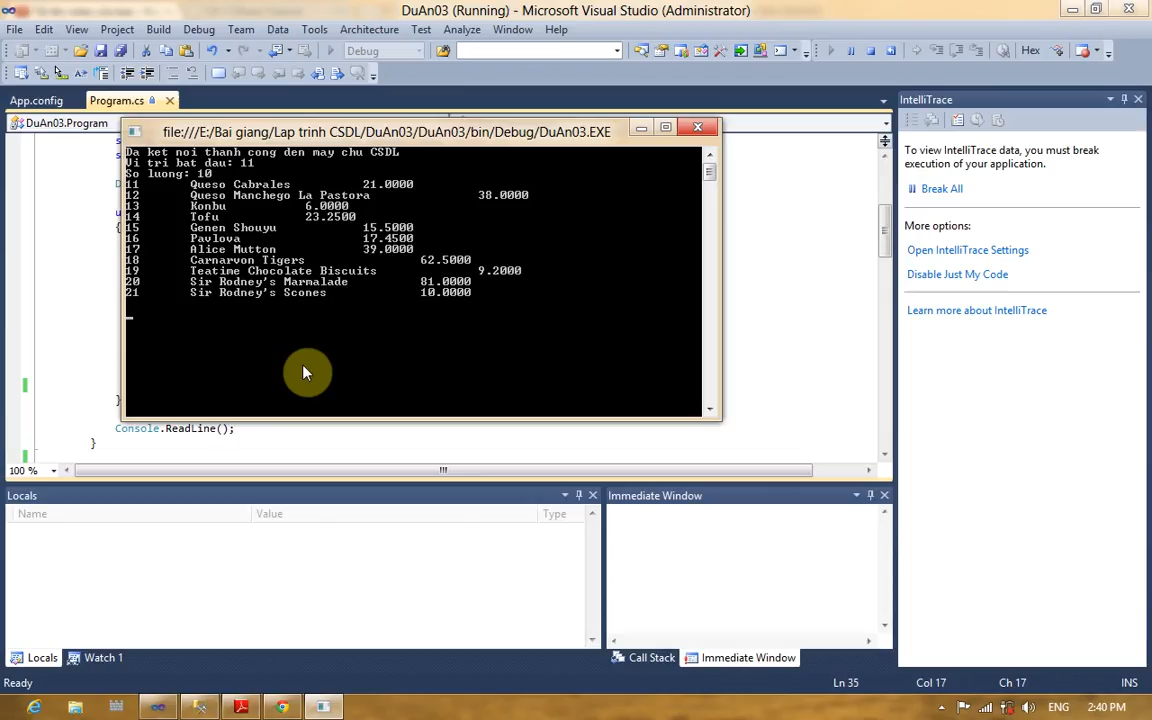 DuAn03 (Running) - Microsoft Visual Studio (Administrator)
File Edit View Project Build Debug Team Data Tools Architecture Test Analyze Window Help
Debug Hex
App.config Program.cs
DuAn03.Program
file:///E:/Bai giang/Lap trinh CSDL/DuAn03/DuAn03/bin/Debug/DuAn03.EXE
Da ket noi thanh cong den may chu CSDL
Vi tri bat dau: 11
So luong: 10
11 Queso Cabrales 21.0000
12 Queso Manchego La Pastora 38.0000
13 Konbu 6.0000
14 Tofu 23.2500
15 Genen Shouyu 15.5000
16 Pavlova 17.4500
17 Alice Mutton 39.0000
18 Carnarvon Tigers 62.5000
19 Teatime Chocolate Biscuits 9.2000
20 Sir Rodney's Marmalade 81.0000
21 Sir Rodney's Scones 10.0000
{
}
Console.ReadLine();
}
100 %
IntelliTrace
To view IntelliTrace data, you must break
execution of your application.
Break All
More options:
Open IntelliTrace Settings
Disable Just My Code
Learn more about IntelliTrace
Locals
Name Value Type
Immediate Window
Locals Watch 1
Call Stack Immediate Window
Ready Ln 35 Col 17 Ch 17 INS
ENG 2:40 PM